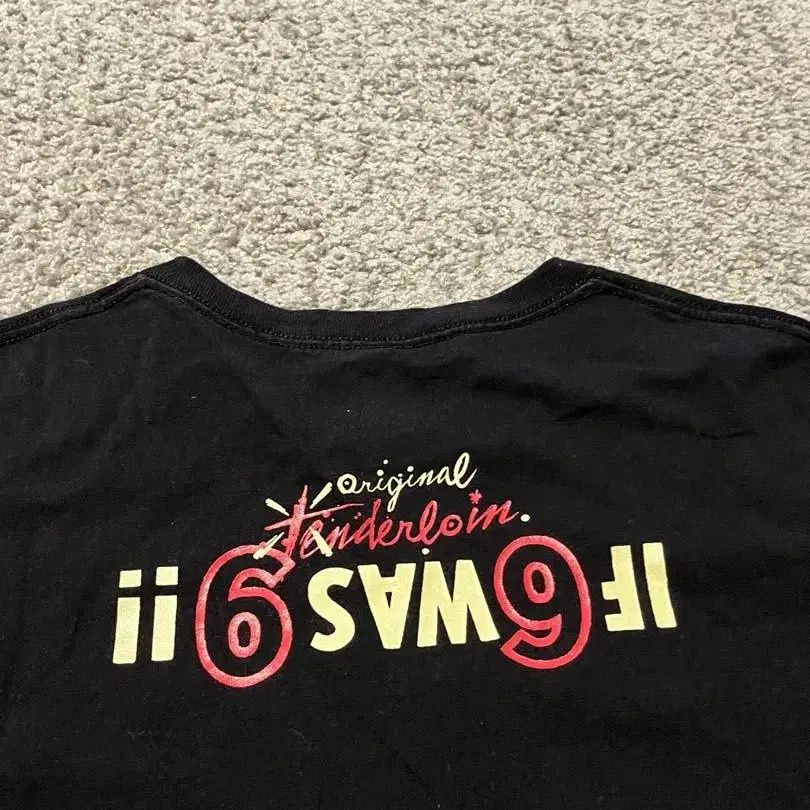 Original
Tenderloin.
IF 6 WAS 9!!